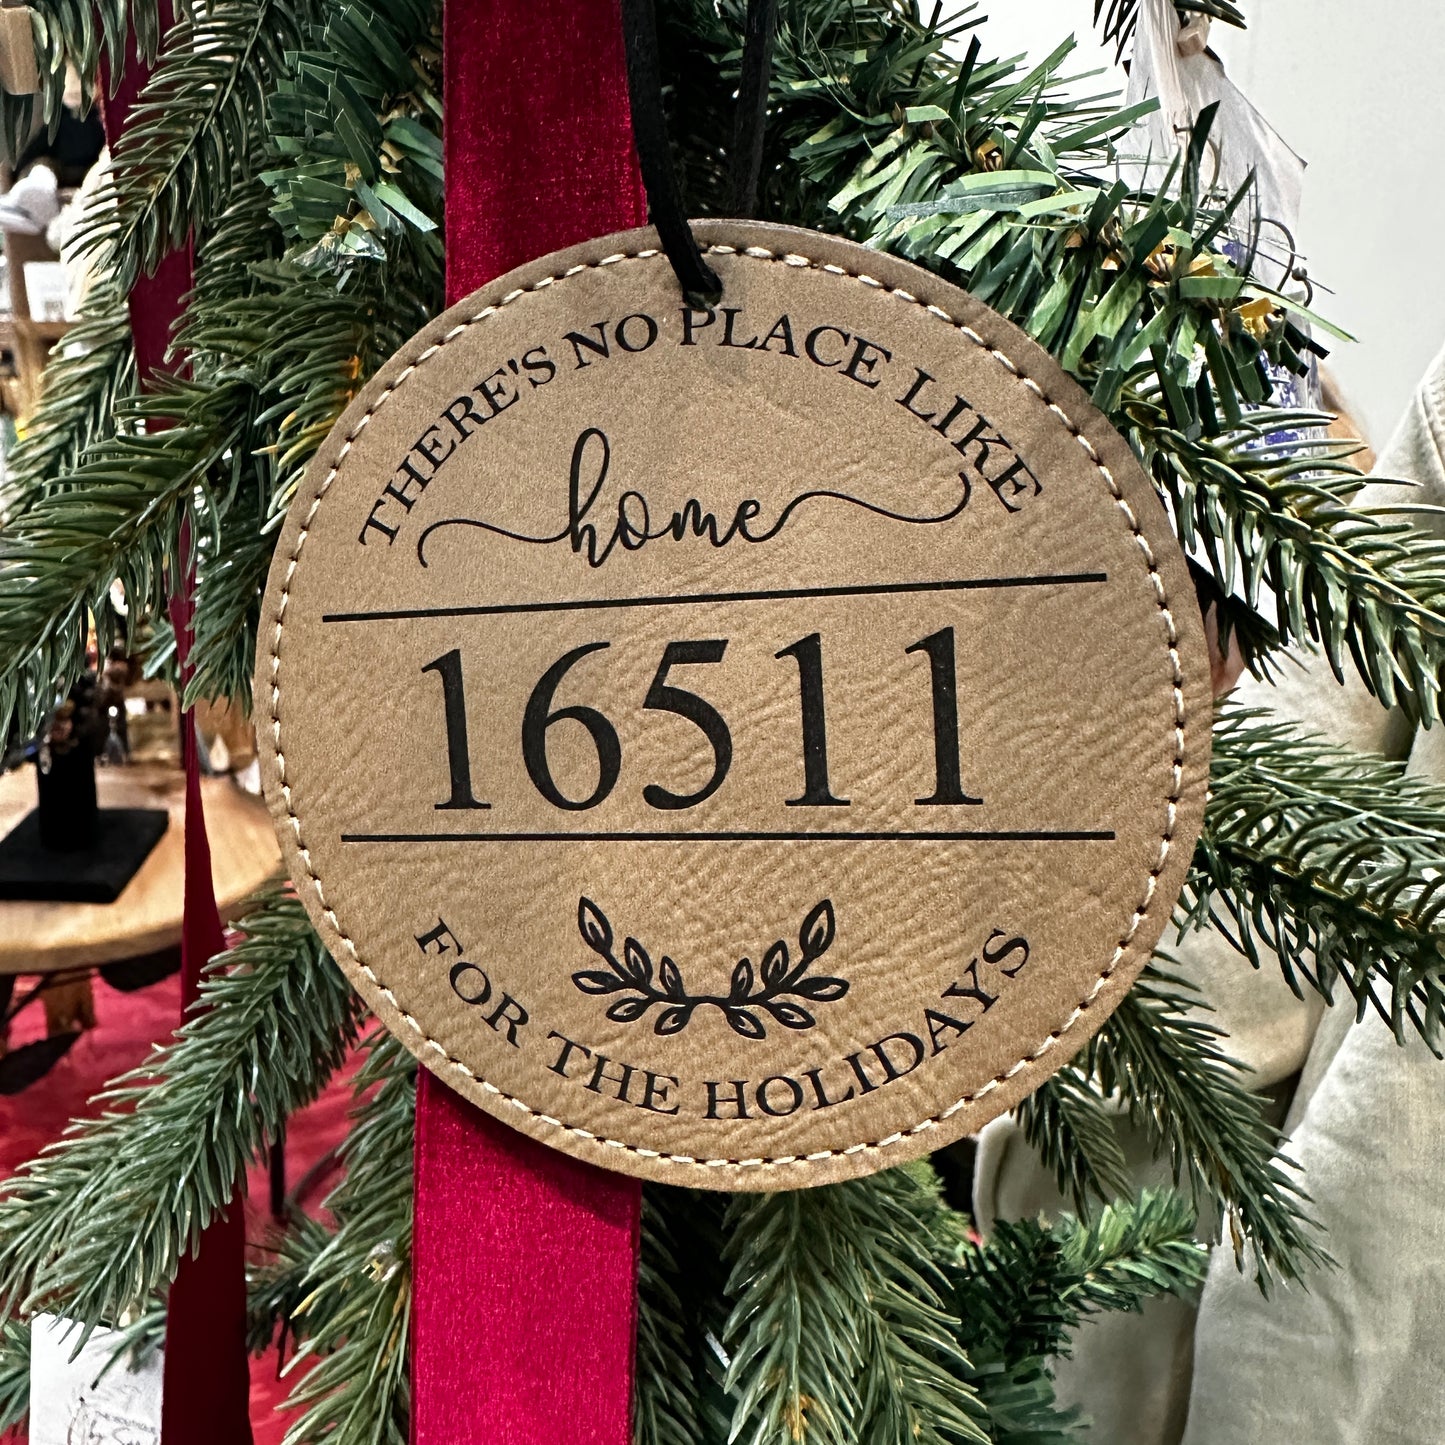 THERE'S NO PLACE LIKE
home
16511
FOR THE HOLIDAYS